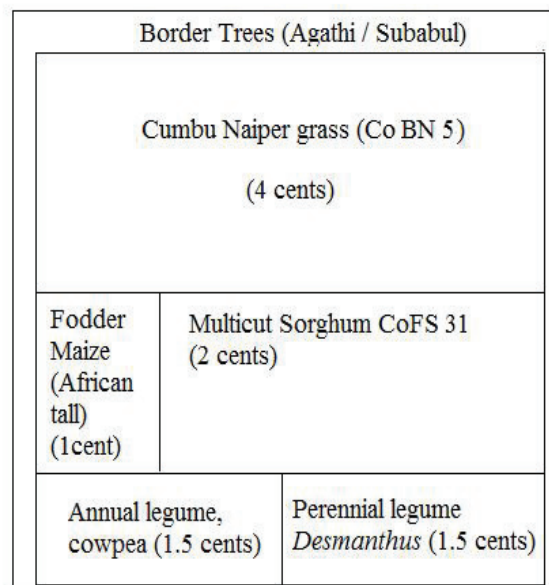 Border Trees (Agathi / Subabul)
Cumbu Naiper grass (Co BN 5)
(4 cents)
Fodder
Maize
(African
tall)
(1cent)
Multicut Sorghum CoFS 31
(2 cents)
Annual legume,
cowpea (1.5 cents)
Perennial legume
Desmanthus (1.5 cents)